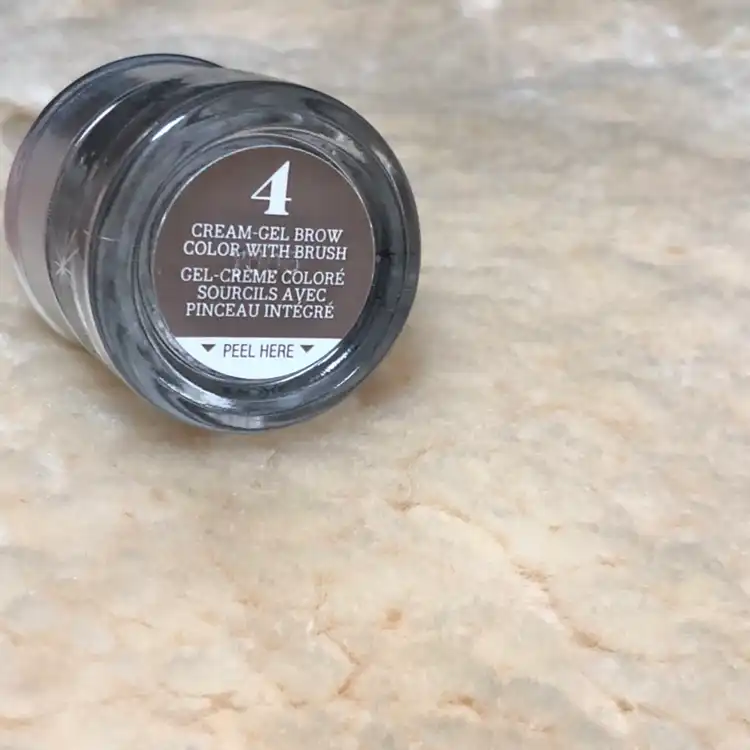 4
CREAM-GEL BROW
COLOR WITH BRUSH
GEL-CRÈME COLORÉ
SOURCILS AVEC
PINCEAU INTÉGRÉ
PEEL HERE